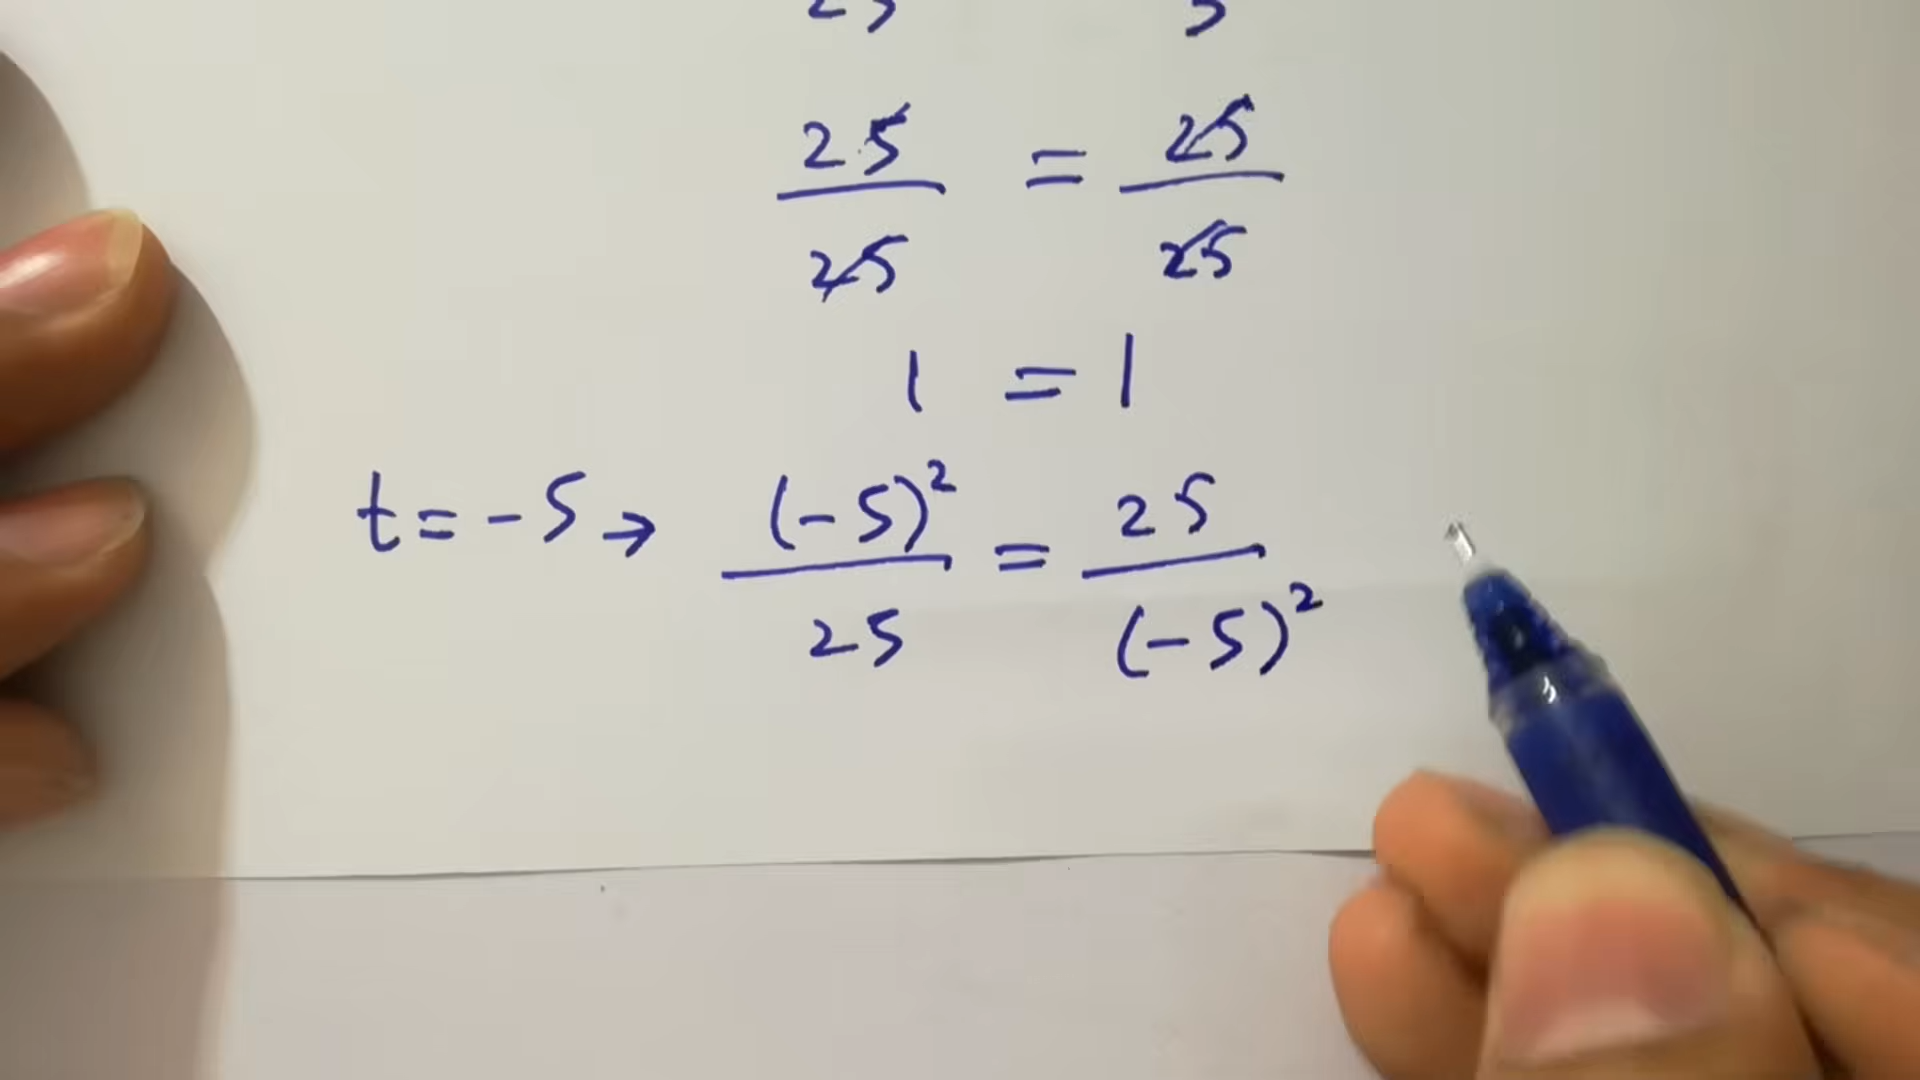 25/25 = 25/25
1 = 1
t = -5 → (-5)²/25 = 25/(-5)²